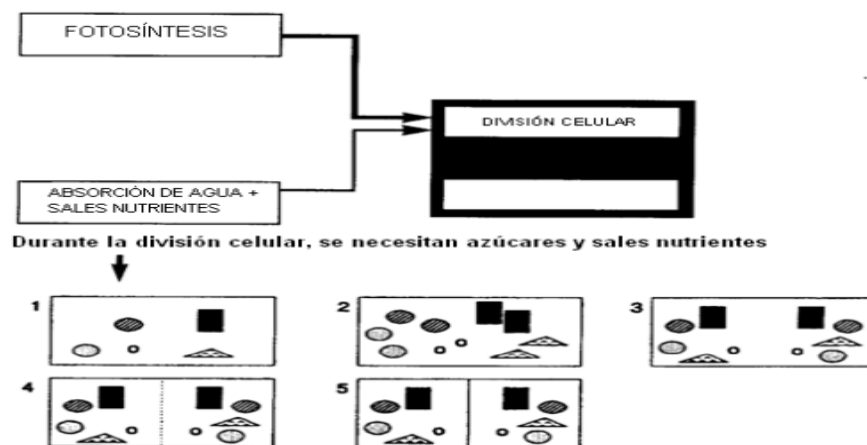 FOTOSÍNTESIS
DIVISIÓN CELULAR
ABSORCIÓN DE AGUA +
SALES NUTRIENTES
Durante la división celular, se necesitan azúcares y sales nutrientes
1
2
3
4
5